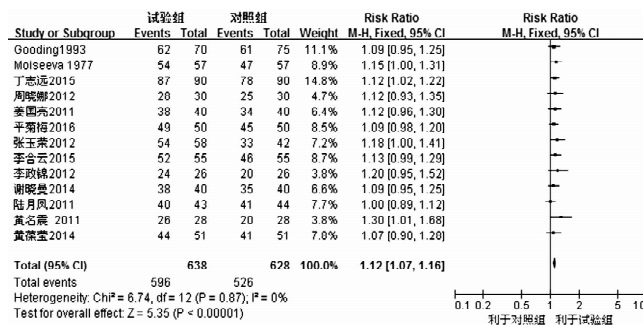 试验组 对照组 Risk Ratio Risk Ratio
Study or Subgroup Events Total Events Total Weight M-H, Fixed, 95% CI M-H, Fixed, 95% CI
Gooding1993 62 70 61 75 11.1% 1.09 [0.95, 1.25]
Moiseeva 1977 54 57 47 57 8.9% 1.15 [1.00, 1.31]
丁志远2015 87 90 78 90 14.8% 1.12 [1.02, 1.22]
周晓娜2012 28 30 25 30 4.7% 1.12 [0.93, 1.35]
姜国亮2011 38 40 34 40 6.4% 1.12 [0.96, 1.30]
平菊梅2016 49 50 45 50 8.5% 1.09 [0.98, 1.20]
张玉荣2012 54 58 33 42 7.2% 1.18 [1.00, 1.41]
李合云2015 52 55 46 55 8.7% 1.13 [0.99, 1.29]
李政锦2012 24 26 20 26 3.8% 1.20 [0.95, 1.52]
谢晓曼2014 38 40 35 40 6.6% 1.09 [0.95, 1.25]
陆月凤2011 40 43 41 44 7.7% 1.00 [0.89, 1.12]
黄名震 2011 26 28 20 28 3.8% 1.30 [1.01, 1.68]
黄葆莹2014 44 51 41 51 7.8% 1.07 [0.90, 1.28]
Total (95% CI) 638 628 100.0% 1.12 [1.07, 1.16]
Total events 596 526
Heterogeneity: Chi² = 6.74, df = 12 (P = 0.87); I² = 0%
Test for overall effect: Z = 5.35 (P < 0.00001)
0.1 0.2 0.5 1 2 5 10
利于对照组 利于试验组